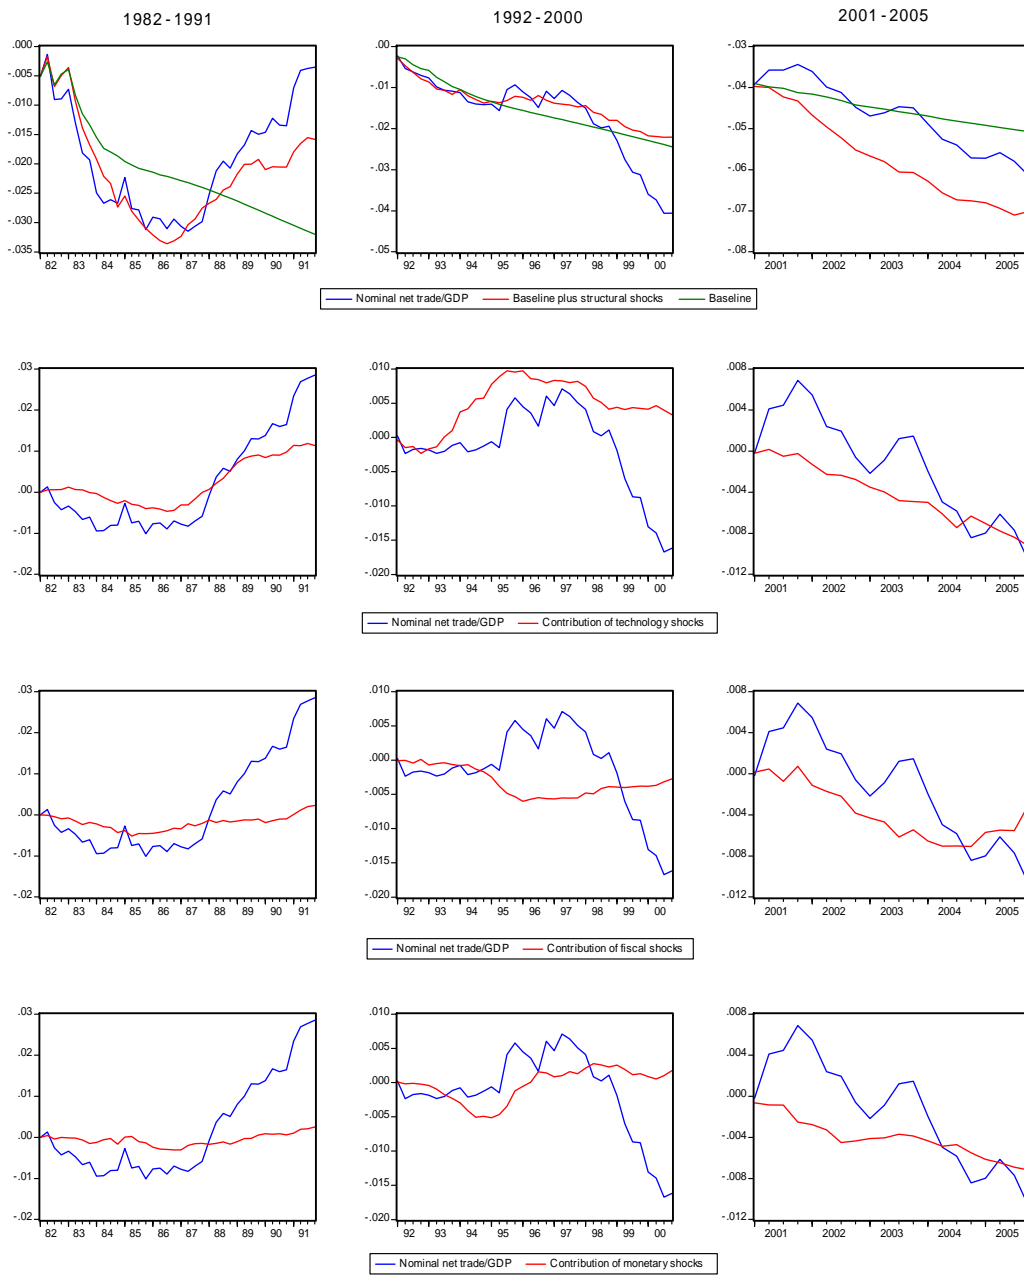 1982-1991 1992-2000 2001-2005
.000 .00 -.03
-.005
-.010 -.01 -.04
-.015 -.02 -.05
-.020
-.025 -.03 -.06
-.030 -.04 -.07
-.035 -.05 -.08
82 83 84 85 86 87 88 89 90 91 92 93 94 95 96 97 98 99 00 2001 2002 2003 2004 2005
Nominal net trade/GDP Baseline plus structural shocks Baseline
.03 .010 .008
.02 .005 .004
.01 .000 .000
.00 -.005 -.004
-.01 -.010 -.008
-.015
-.02 -.020 -.012
82 83 84 85 86 87 88 89 90 91 92 93 94 95 96 97 98 99 00 2001 2002 2003 2004 2005
Nominal net trade/GDP Contribution of technology shocks
.03 .010 .008
.02 .005 .004
.01 .000 .000
.00 -.005 -.004
-.01 -.010 -.008
-.015
-.02 -.020 -.012
82 83 84 85 86 87 88 89 90 91 92 93 94 95 96 97 98 99 00 2001 2002 2003 2004 2005
Nominal net trade/GDP Contribution of fiscal shocks
.03 .010 .008
.02 .005 .004
.01 .000 .000
.00 -.005 -.004
-.01 -.010 -.008
-.015
-.02 -.020 -.012
82 83 84 85 86 87 88 89 90 91 92 93 94 95 96 97 98 99 00 2001 2002 2003 2004 2005
Nominal net trade/GDP Contribution of monetary shocks